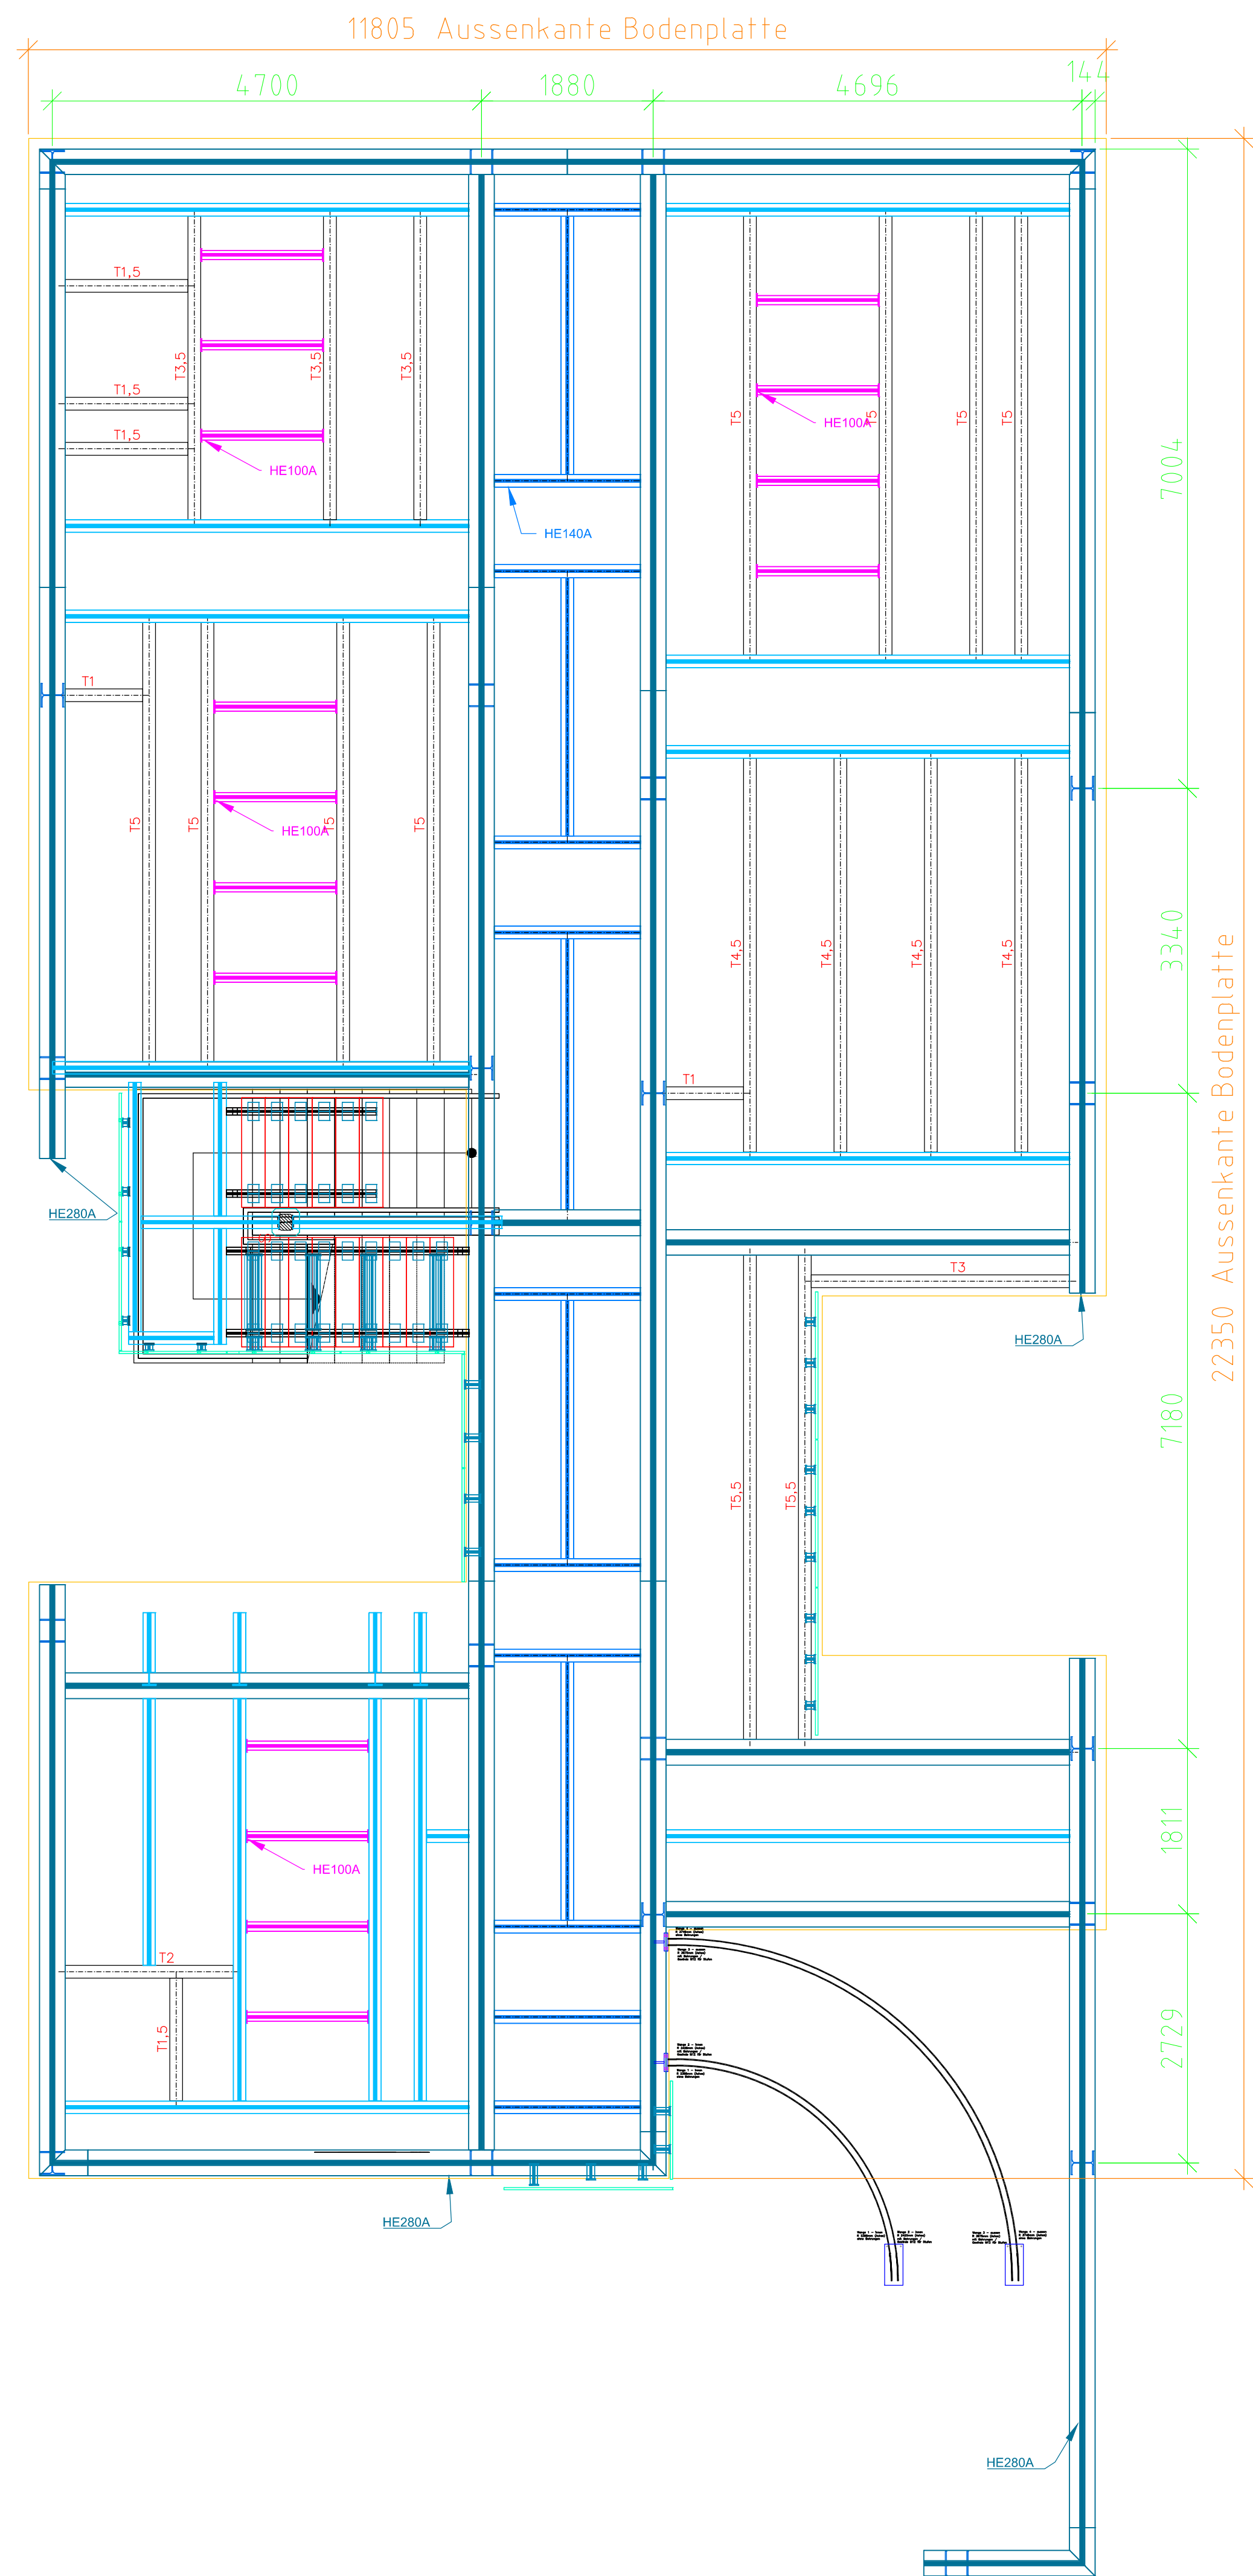 11805 Aussenkante Bodenplatte
4700
1880
4696
144
T1,5
T3,5
T3,5
T3,5
T1,5
T1,5
HE100A
HE140A
T5
HE100A
T5
T5
T5
7004
T1
T5
T5
HE100A
T5
T5
T4,5
T4,5
T4,5
T4,5
3340
22350 Aussenkante Bodenplatte
T1
HE280A
T3
HE280A
7180
T5,5
T5,5
1811
HE100A
T2
T1,5
2729
HE280A
HE280A